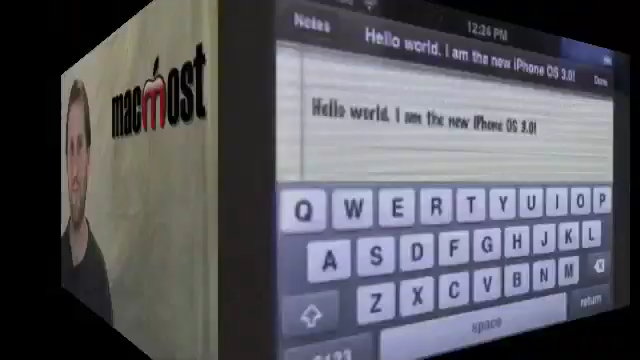 macmost
12:24 PM
Notes
Hello world. I am the new iPhone OS 3.0!
Done
Hello world. I am the new iPhone OS 3.0!
Q W E R T Y U I O P
A S D F G H J K L
Z X C V B N M
space
return